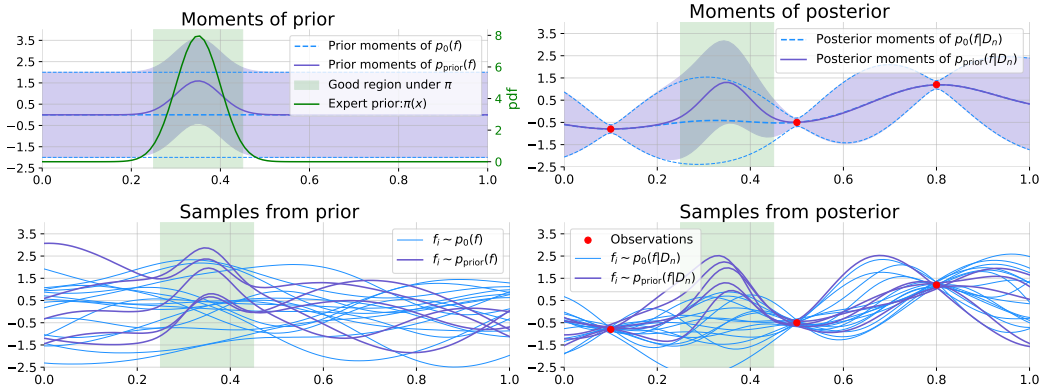 Moments of prior
3.5
2.5
1.5
0.5
−0.5
−1.5
−2.5
Prior moments of p₀(f)
Prior moments of p_prior(f)
Good region under π
Expert prior:π(x)
8
6
4
2
0
pdf
0.0 0.2 0.4 0.6 0.8 1.0
Moments of posterior
3.5
2.5
1.5
0.5
−0.5
−1.5
−2.5
Posterior moments of p₀(f|Dₙ)
Posterior moments of p_prior(f|Dₙ)
0.0 0.2 0.4 0.6 0.8 1.0
Samples from prior
3.5
2.5
1.5
0.5
−0.5
−1.5
−2.5
fᵢ ~ p₀(f)
fᵢ ~ p_prior(f)
0.0 0.2 0.4 0.6 0.8 1.0
Samples from posterior
3.5
2.5
1.5
0.5
−0.5
−1.5
−2.5
Observations
fᵢ ~ p₀(f|Dₙ)
fᵢ ~ p_prior(f|Dₙ)
0.0 0.2 0.4 0.6 0.8 1.0